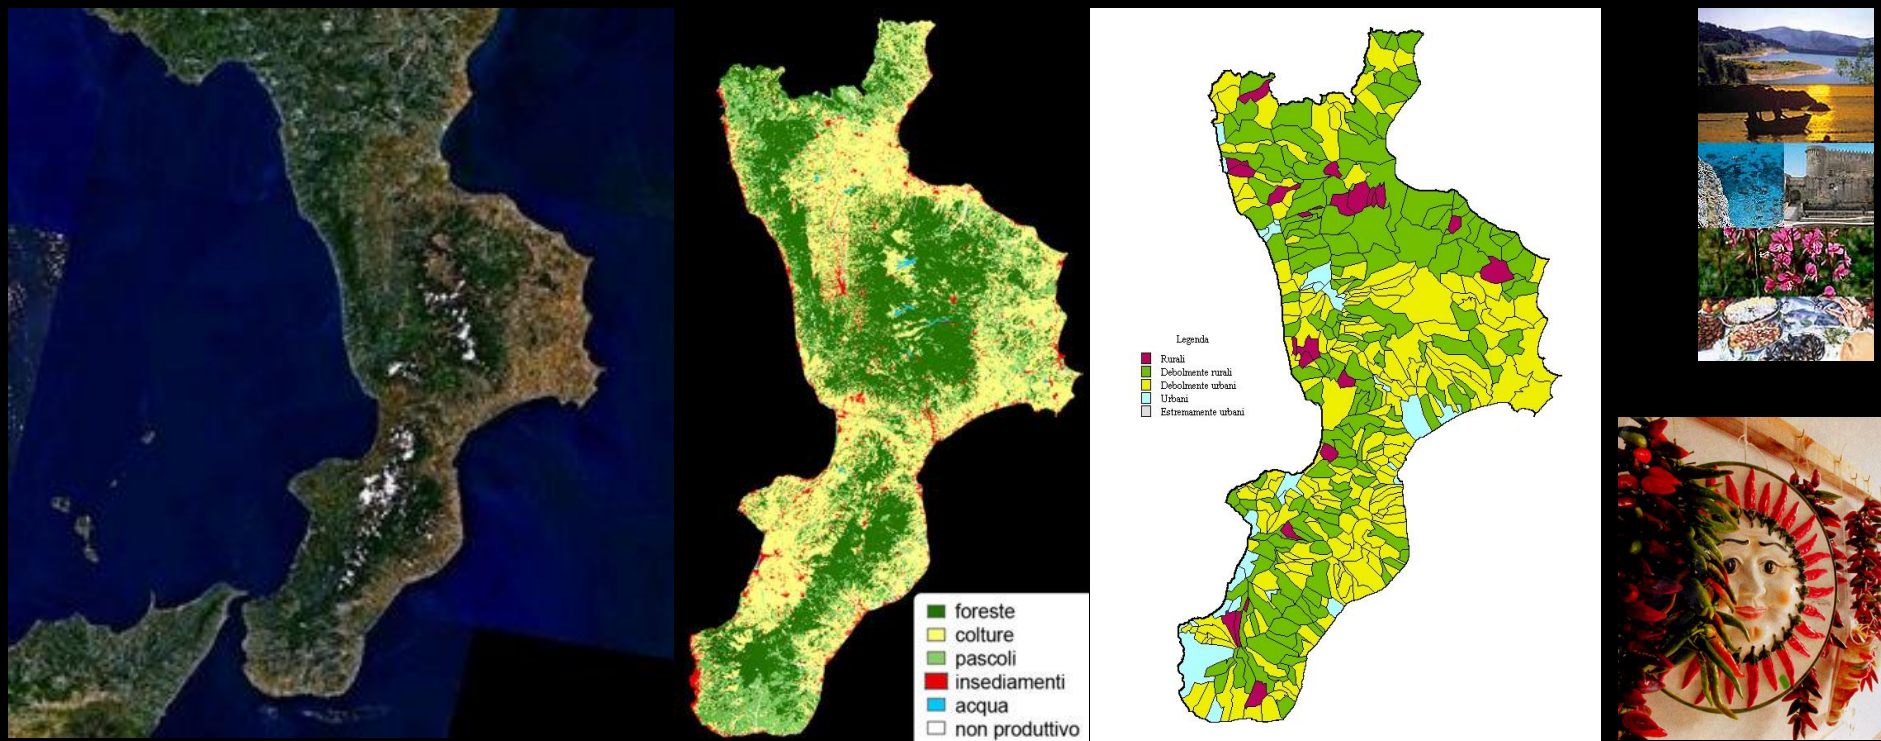 foreste
colture
pascoli
insediamenti
acqua
non produttivo
Legenda
Rurali
Debolmente rurali
Debolmente urbani
Urbani
Estremamente urbani